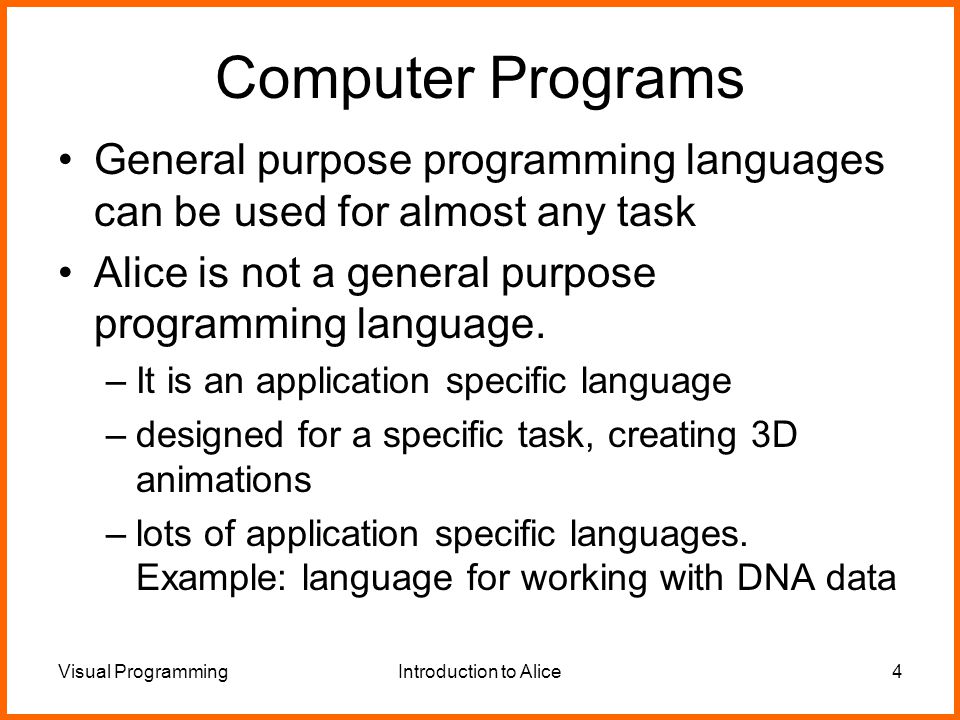 Computer Programs
• General purpose programming languages
can be used for almost any task
• Alice is not a general purpose
programming language.
– It is an application specific language
– designed for a specific task, creating 3D
animations
– lots of application specific languages.
Example: language for working with DNA data
Visual Programming Introduction to Alice 4